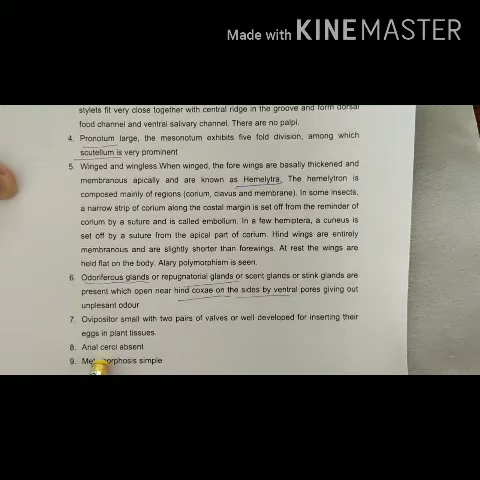 Made with KINEMASTER
stylets fit very close together with central ridge in the groove and form dorsal
food channel and ventral salivary channel. There are no palpi.
4. Pronotum large, the mesonotum exhibits five fold division, among which
scutellum is very prominent
5. Winged and wingless.When winged, the fore wings are basally thickened and
membranous apically and are known as Hemelytra. The hemelytron is
composed mainly of regions (corium, clavus and membrane). In some insects,
a narrow strip of corium along the costal margin is set off from the reminder of
corium by a suture and is called embolium. In a few hemiptera, a cuneus is
set off by a suture from the apical part of corium. Hind wings are entirely
membranous and are slightly shorter than forewings. At rest the wings are
held flat on the body. Alary polymorphism is seen.
6. Odoriferous glands or repugnatorial glands or scent glands or stink glands are
present which open near hind coxae on the sides by ventral pores giving out
unplesant odour
7. Ovipositor small with two pairs of valves or well developed for inserting their
eggs in plant tissues.
8. Anal cerci absent
9. Metamorphosis simple